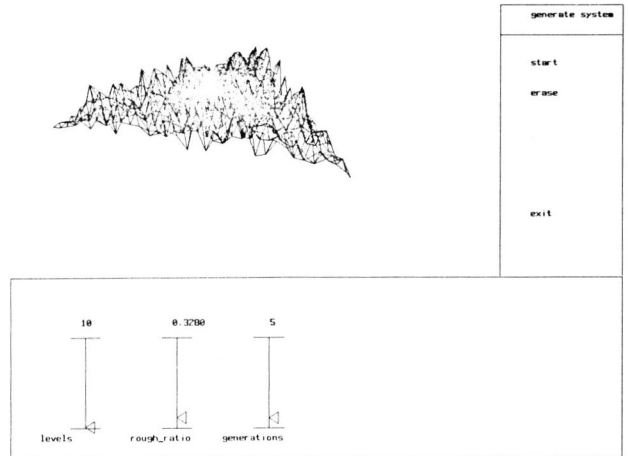 generate system
start
erase
exit
10 0.3280 5
levels rough_ratio generations